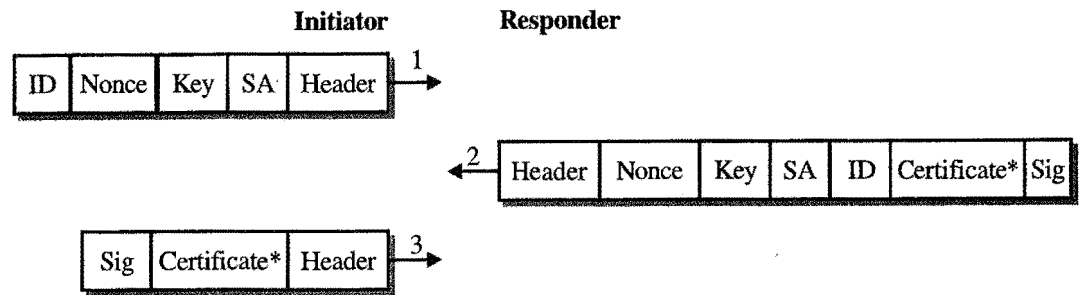 Initiator Responder
1
ID Nonce Key SA Header
2
Header Nonce Key SA ID Certificate* Sig
3
Sig Certificate* Header